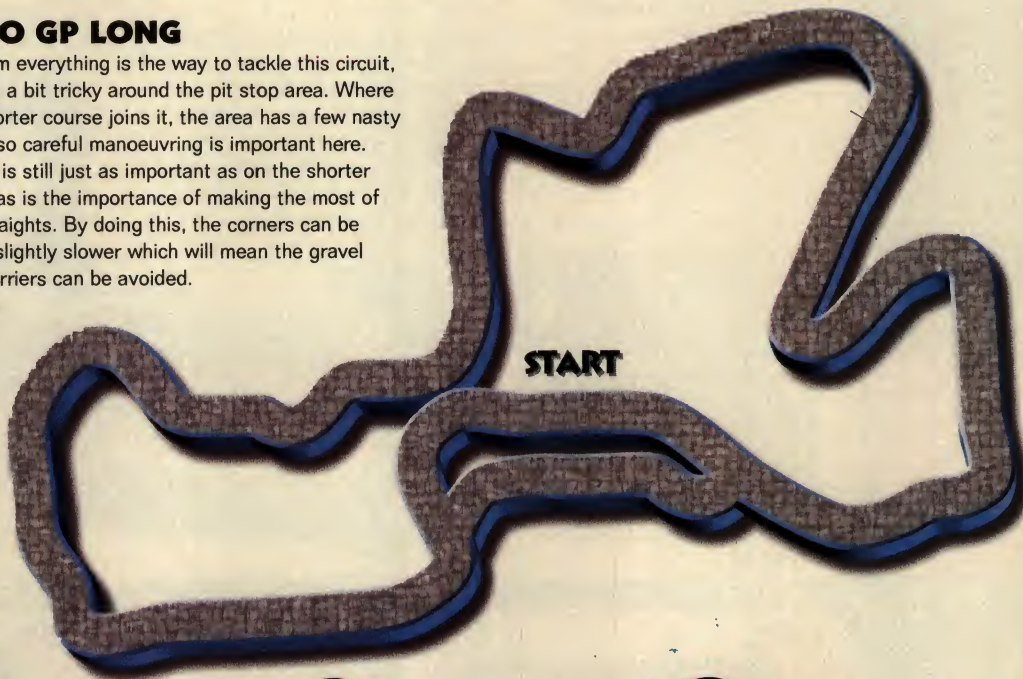 O GP LONG
m everything is the way to tackle this circuit,
a bit tricky around the pit stop area. Where
orter course joins it, the area has a few nasty
so careful manoeuvring is important here.
is still just as important as on the shorter
as is the importance of making the most of
aights. By doing this, the corners can be
slightly slower which will mean the gravel
rriers can be avoided.
START